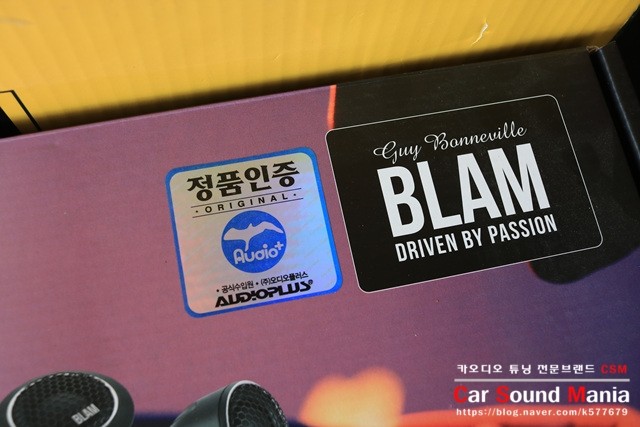 정품인증
· ORIGINAL ·
Audio+
• 공식수입원 • (주)오디오플러스
AUDIOPLUS®
Guy Bonneville
BLAM
DRIVEN BY PASSION
BLAM
카오디오 튜닝 전문브랜드 CSM
Car Sound Mania
https://blog.naver.com/k577679